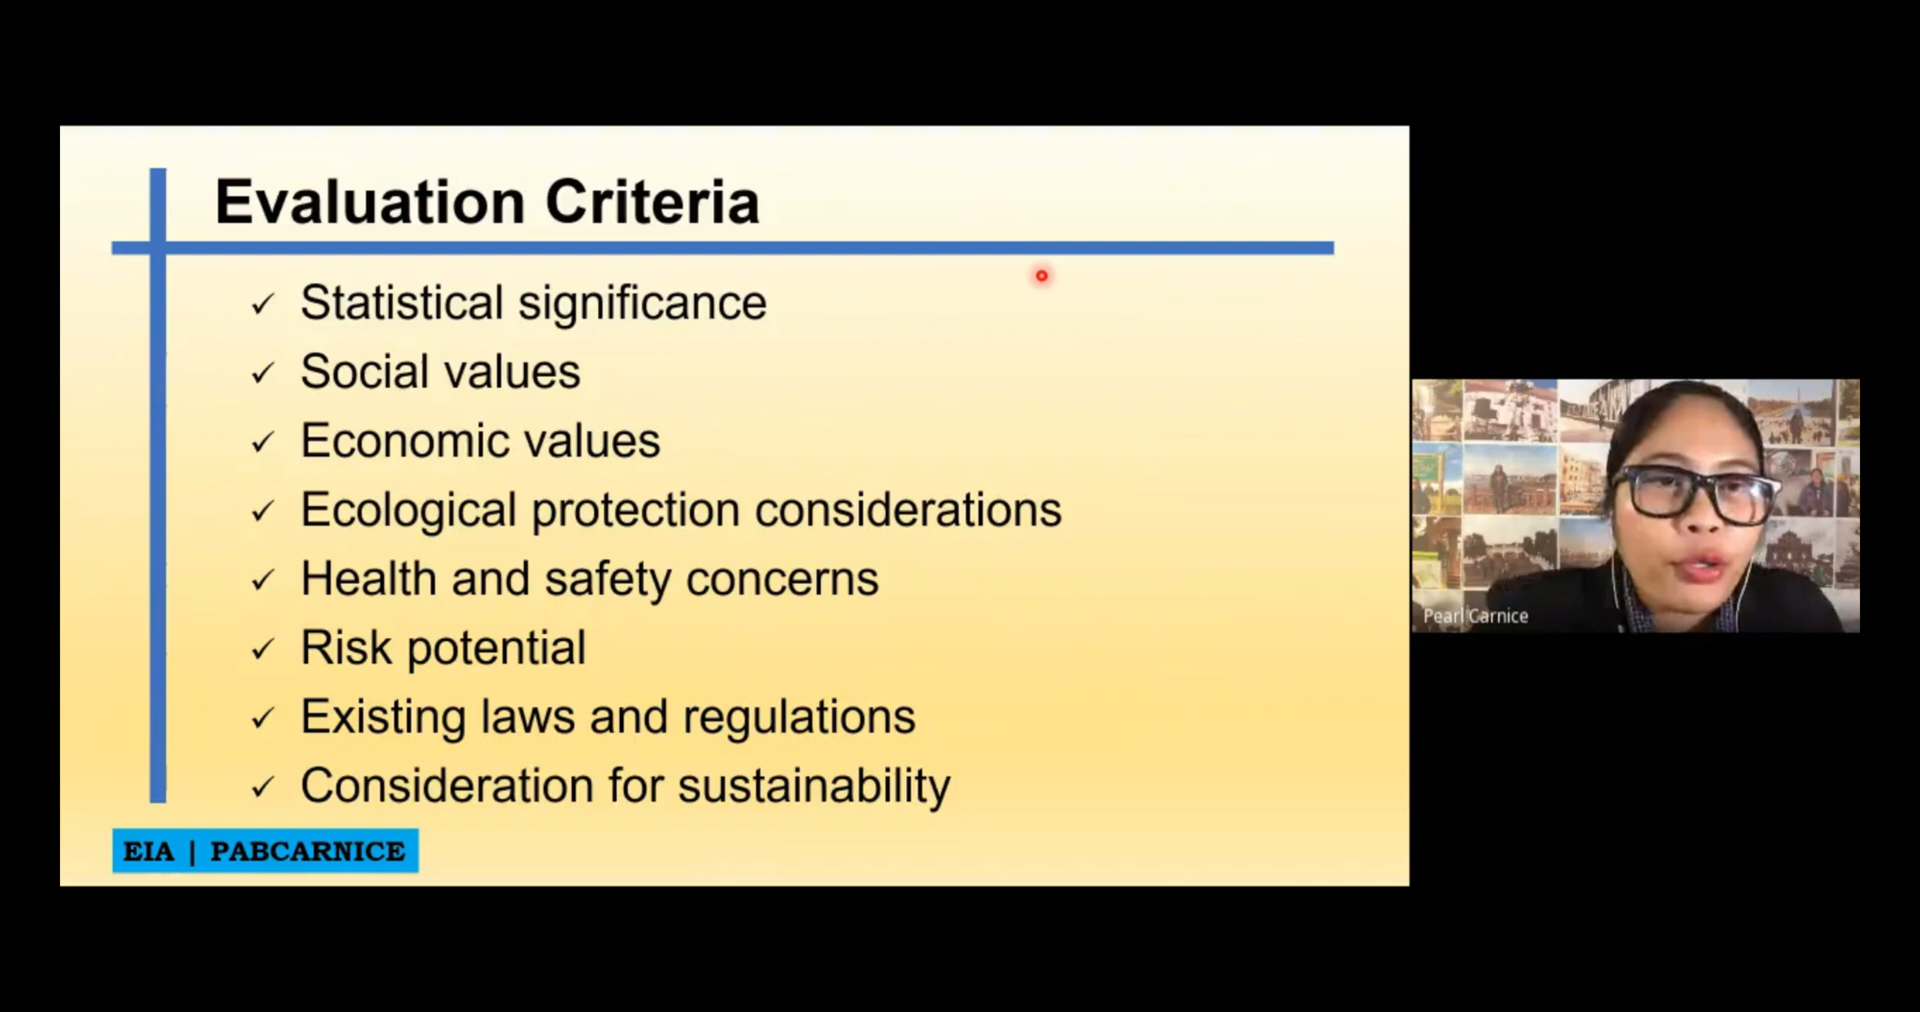 Evaluation Criteria
✓ Statistical significance
✓ Social values
✓ Economic values
✓ Ecological protection considerations
✓ Health and safety concerns
✓ Risk potential
✓ Existing laws and regulations
✓ Consideration for sustainability
EIA | PABCARNICE
Pearl Carnice